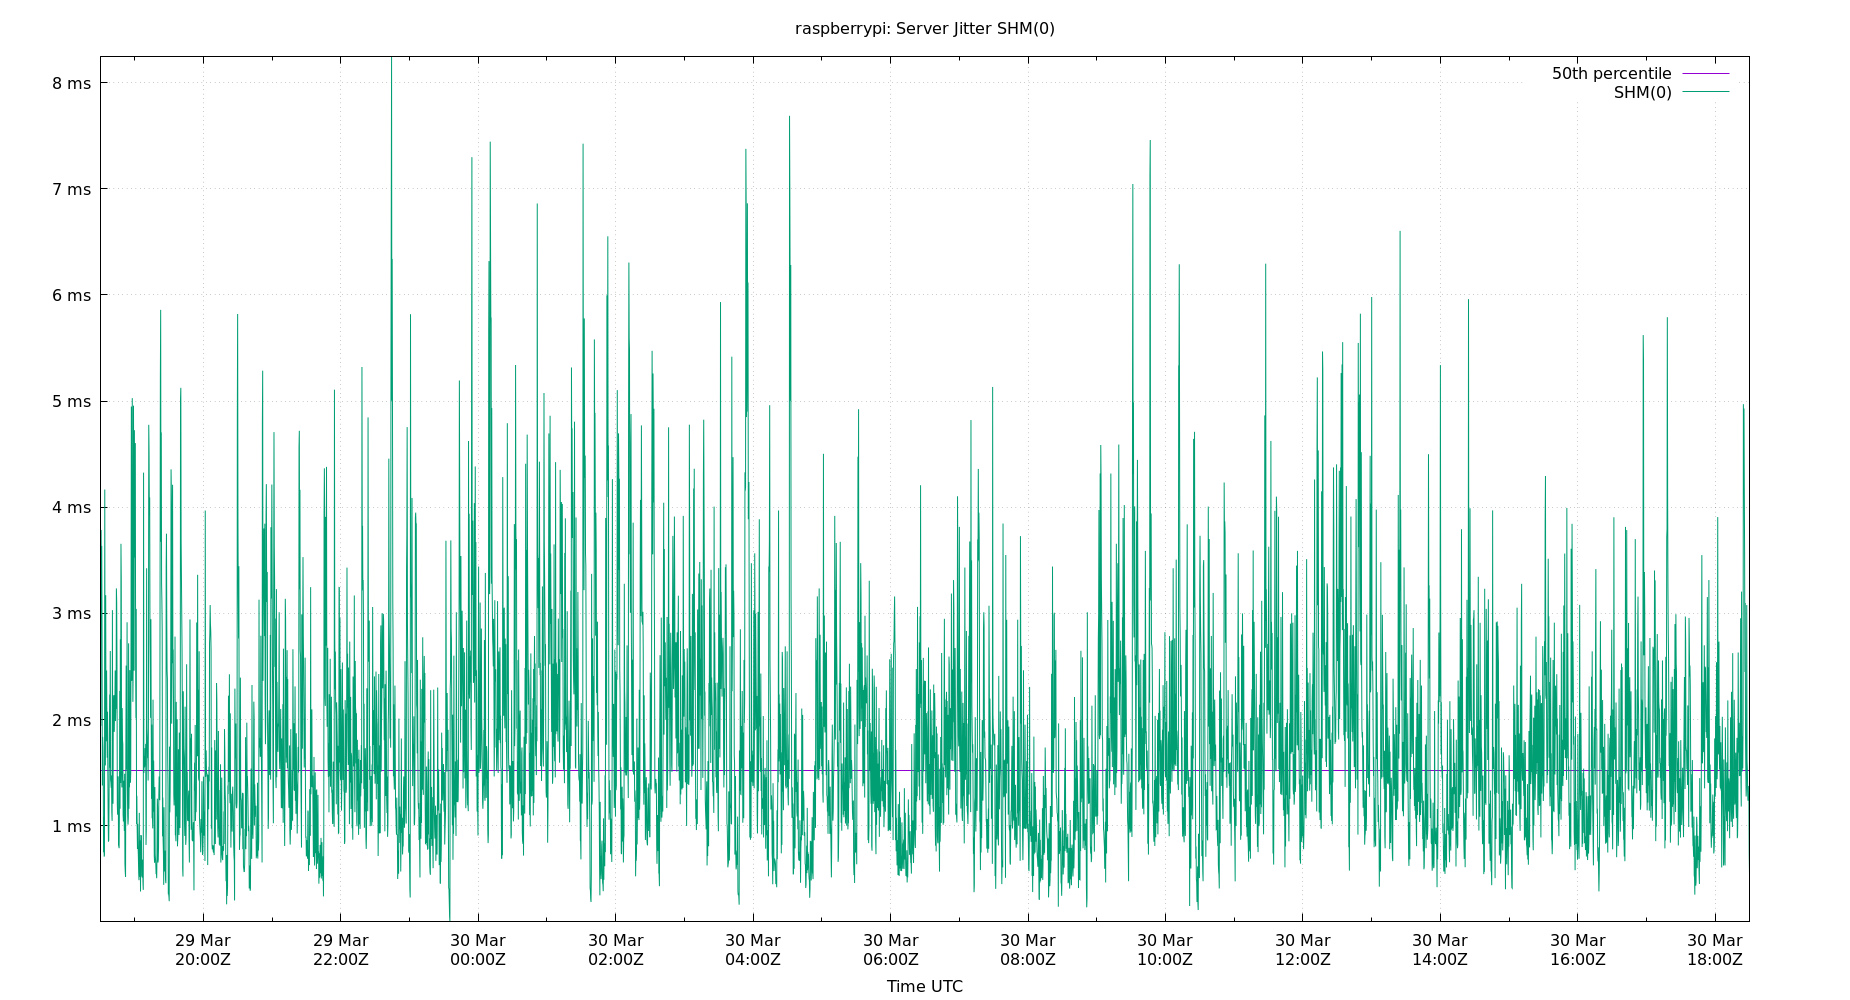 raspberrypi: Server Jitter SHM(0)
50th percentile
SHM(0)
8 ms
7 ms
6 ms
5 ms
4 ms
3 ms
2 ms
1 ms
29 Mar 29 Mar 30 Mar 30 Mar 30 Mar 30 Mar 30 Mar 30 Mar 30 Mar 30 Mar 30 Mar 30 Mar
20:00Z 22:00Z 00:00Z 02:00Z 04:00Z 06:00Z 08:00Z 10:00Z 12:00Z 14:00Z 16:00Z 18:00Z
Time UTC